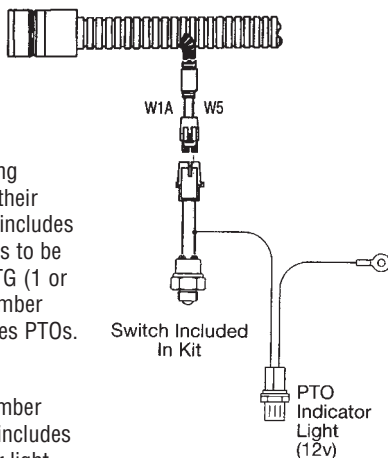 W1A W5
ng
their
includes
s to be
TG (1 or
mber
es PTOs.
Switch Included
In Kit
PTO
Indicator
Light
(12v)
mber
includes
r light